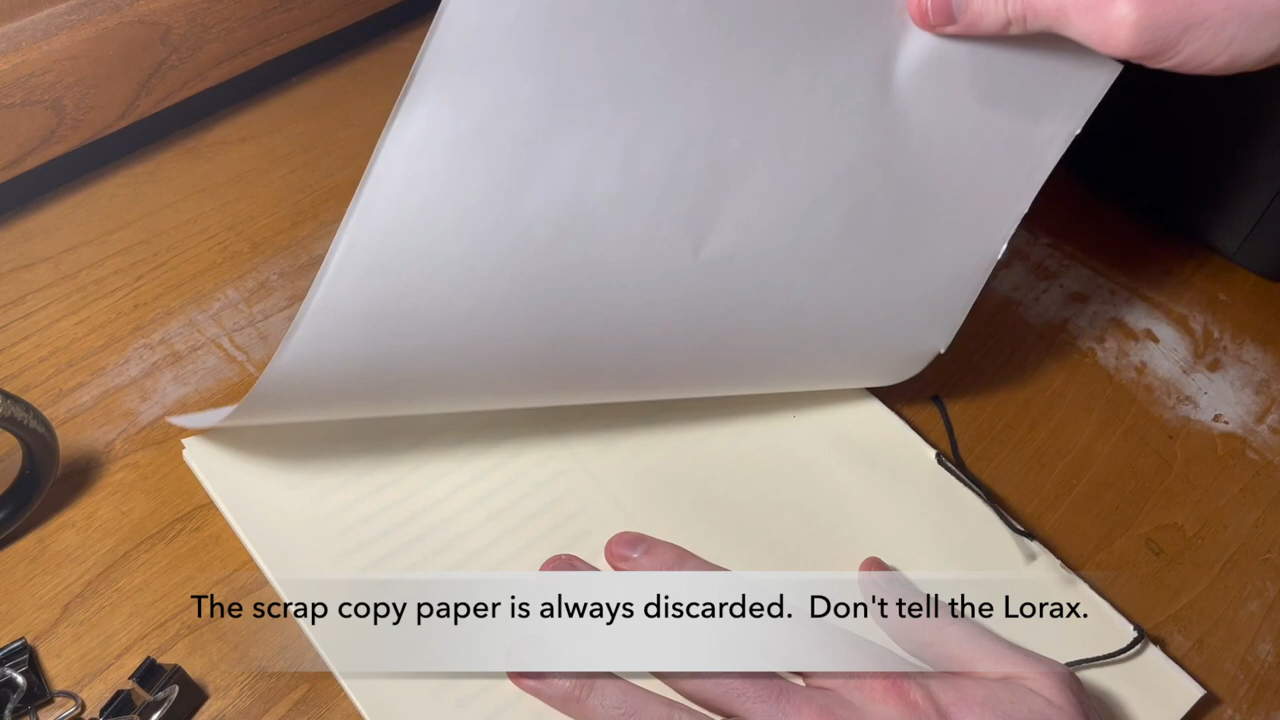 The scrap copy paper is always discarded.  Don't tell the Lorax.